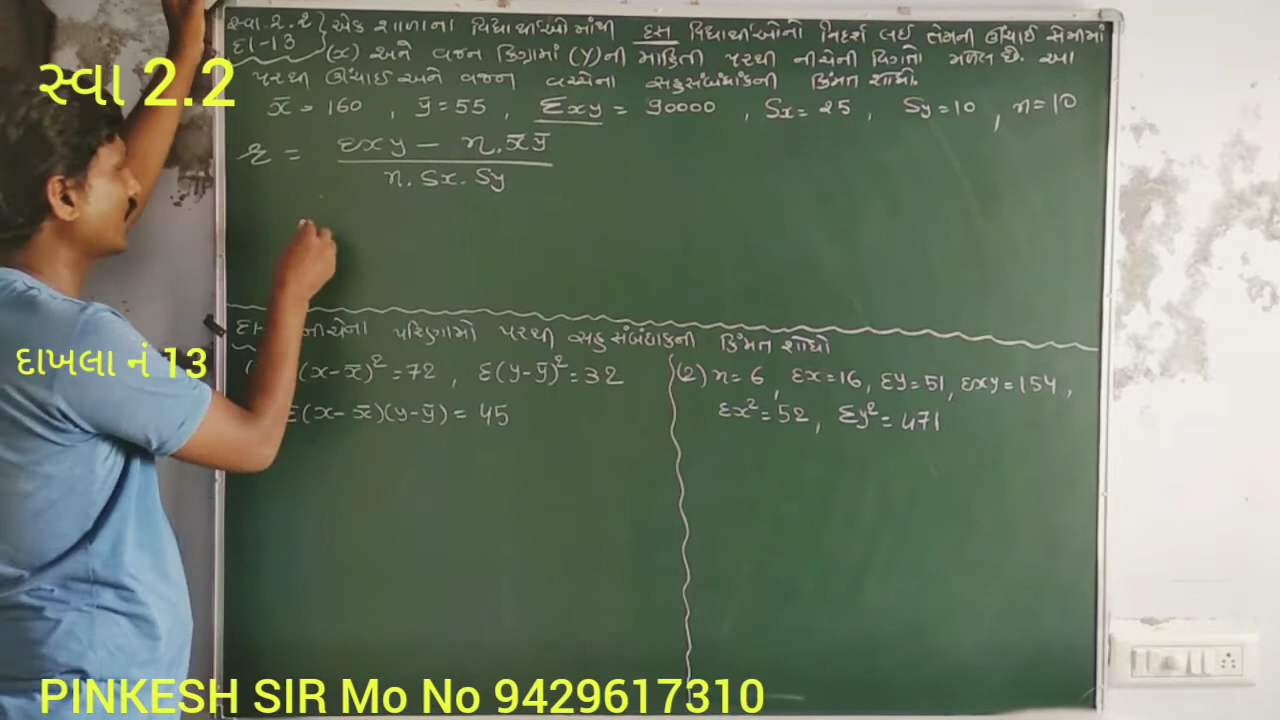 સ્વા 2.2
સ્વા.2.2 એક શાળાના વિદ્યાર્થીઓમાંથી દસ વિદ્યાર્થીઓનો નિદર્શ લઈ તેમની ઊંચાઈ સેમીમાં
દા-13 (x) અને વજન કિગ્રામાં (y)ની માહિતી પરથી નીચેની વિગતો મળેલ છે. આ
પરથી ઊંચાઈ અને વજન વચ્ચેના સહસંબંધાંકની કિંમત શોધો.
x̄ = 160 , ȳ = 55 , Σxy = 90000 , Sx = 25 , Sy = 10 , n = 10
r = Σxy - n.x̄ȳ
n. Sx. Sy
દા- નીચેના પરિણામો પરથી સહસંબંધાંકની કિંમત શોધો
દાખલા નં 13
(x-x̄)² = 72 , Σ(y-ȳ)² = 32
Σ(x-x̄)(y-ȳ) = 45
(2) n = 6 , Σx = 16 , Σy = 51 , Σxy = 154 ,
Σx² = 52 , Σy² = 471
PINKESH SIR Mo No 9429617310